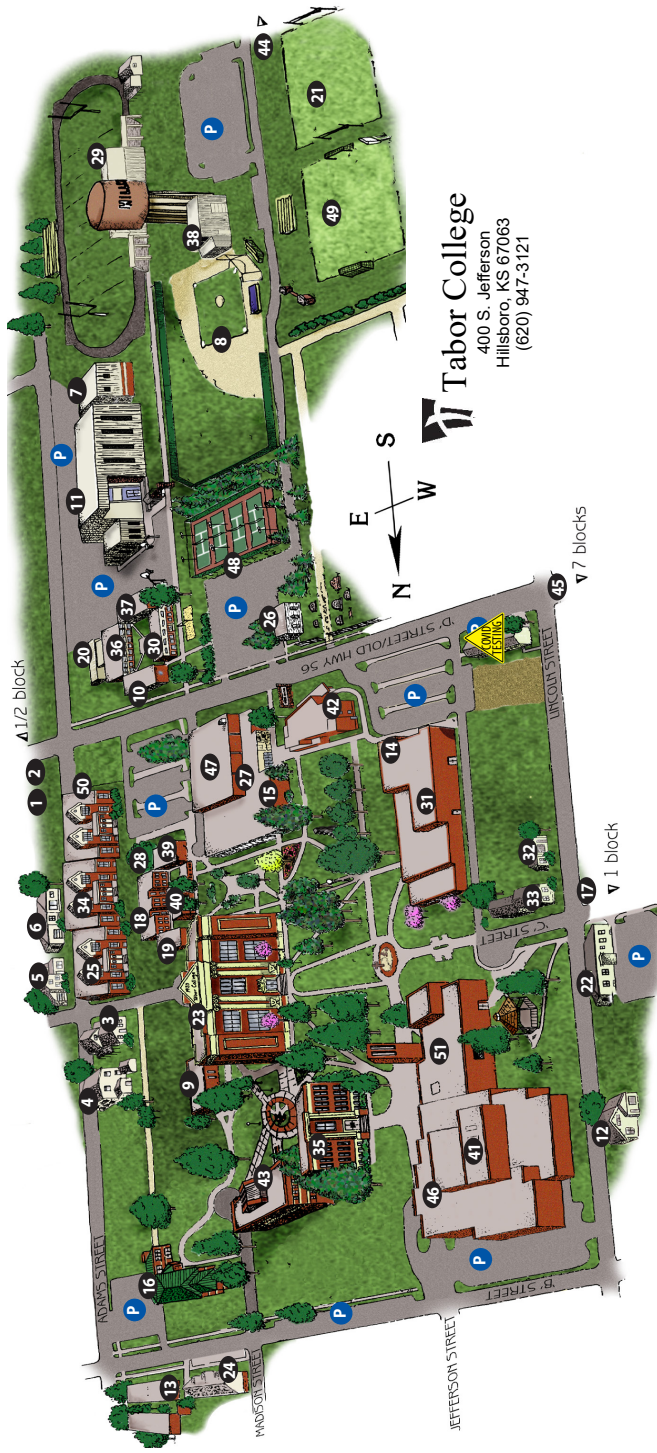 ADAMS STREET
13
P
16
4
3
5
6
25
34
50
1
2
Δ 1/2 block
20
36
37
10
30
P
11
P
7
29
38
P
44
24
MADISON STREET
P
43
9
23
19
18
40
28
39
P
47
27
15
26
P
48
8
35
'B' STREET
P
46
41
51
'C' STREET
31
14
42
P
'D' STREET/OLD HWY 56
COVID
TESTING
P
49
21
JEFFERSON STREET
12
22
P
33
32
17
∇ 1 block
LINCOLN STREET
45
∇ 7 blocks
N
E
W
S
Tabor College
400 S. Jefferson
Hillsboro, KS 67063
(620) 947-3121